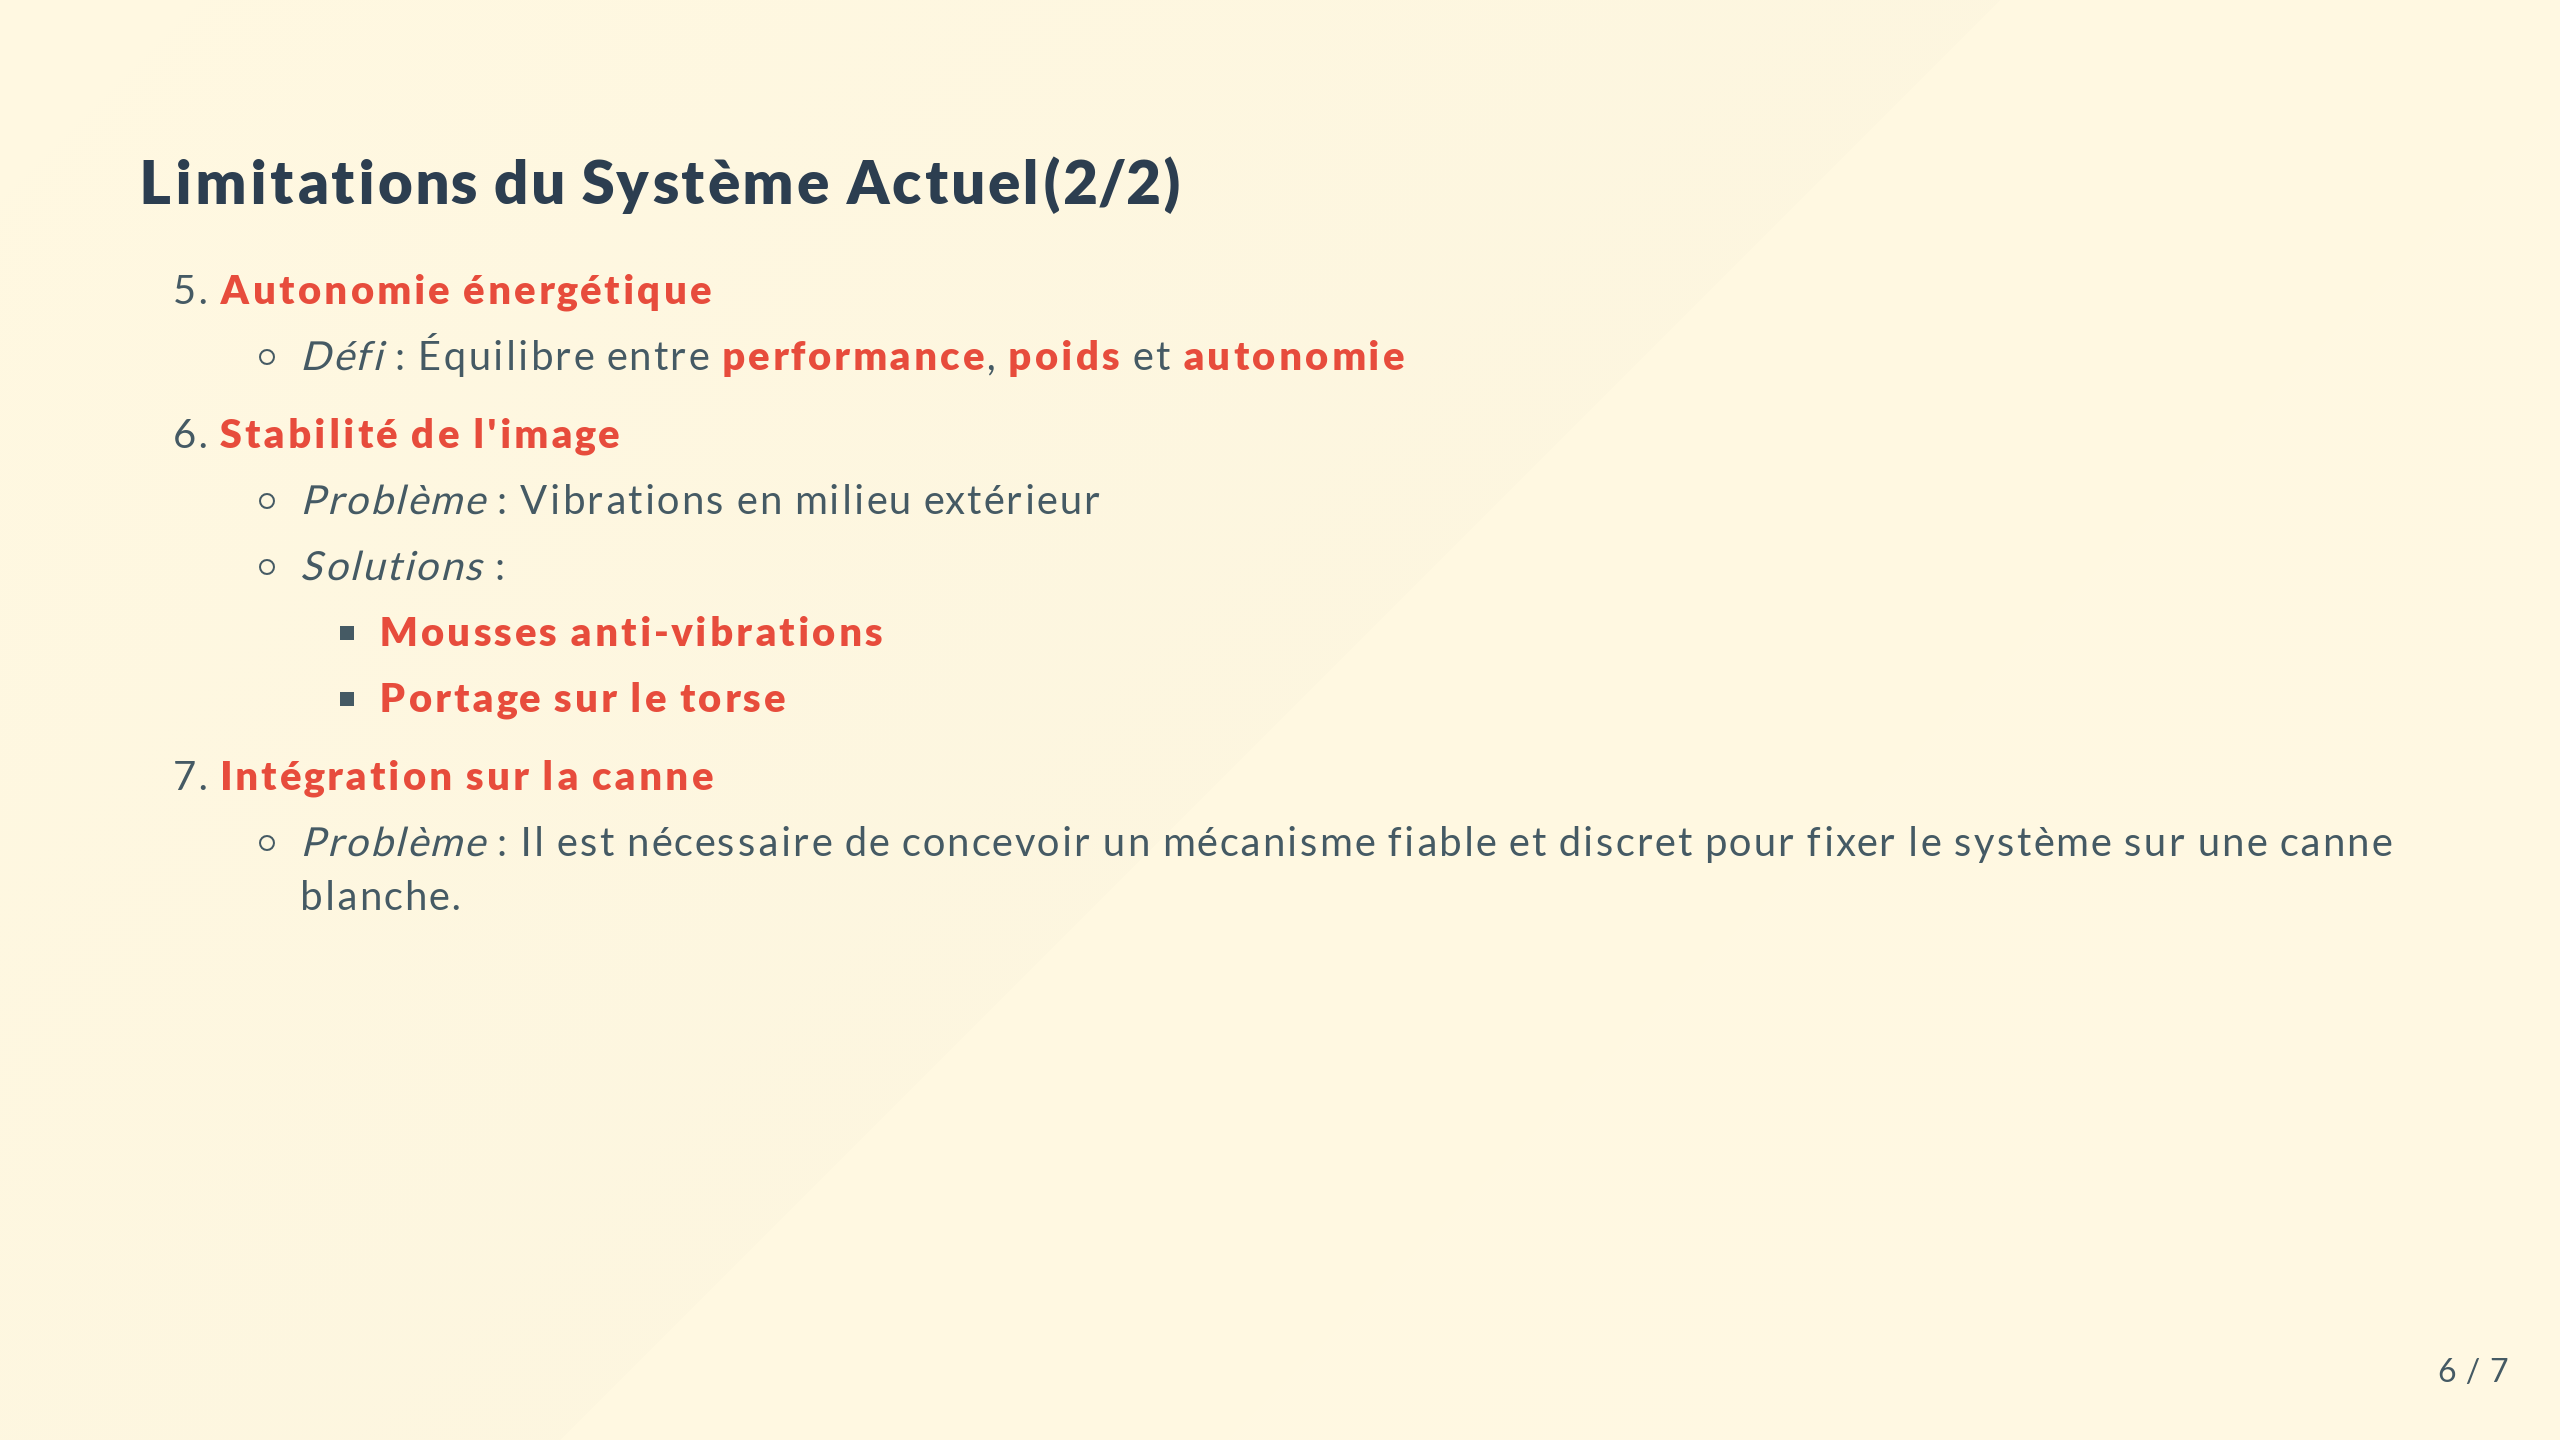 Limitations du Système Actuel(2/2)
5. Autonomie énergétique
Défi : Équilibre entre performance, poids et autonomie
6. Stabilité de l'image
Problème : Vibrations en milieu extérieur
Solutions :
Mousses anti-vibrations
Portage sur le torse
7. Intégration sur la canne
Problème : Il est nécessaire de concevoir un mécanisme fiable et discret pour fixer le système sur une canne
blanche.
6 / 7